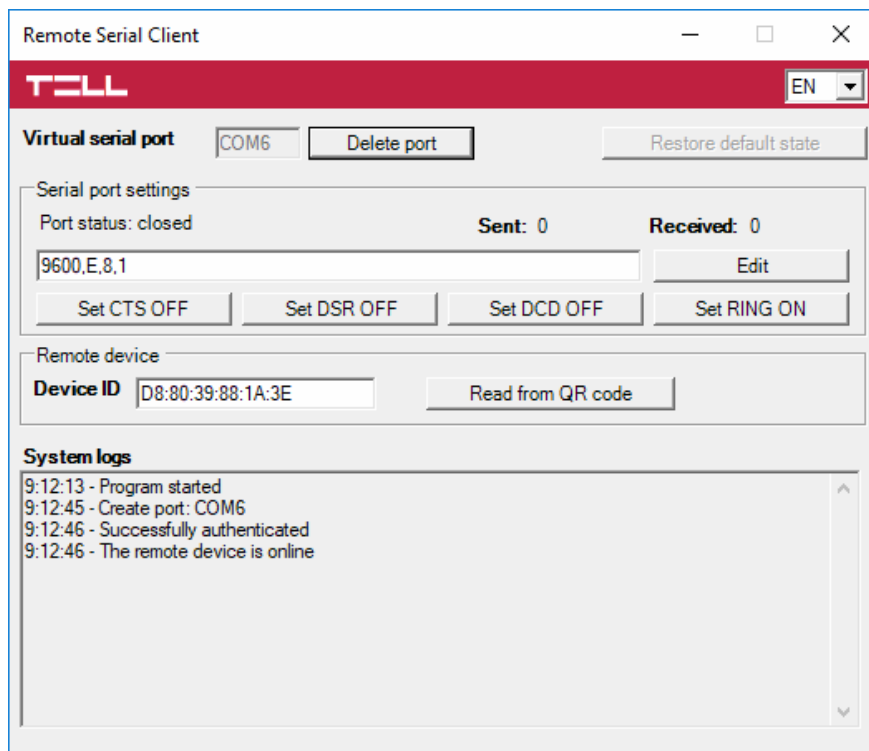 Remote Serial Client
TELL EN
Virtual serial port COM6 Delete port Restore default state
Serial port settings
Port status: closed Sent: 0 Received: 0
9600,E,8,1 Edit
Set CTS OFF Set DSR OFF Set DCD OFF Set RING ON
Remote device
Device ID D8:80:39:88:1A:3E Read from QR code
System logs
9:12:13 - Program started
9:12:45 - Create port: COM6
9:12:46 - Successfully authenticated
9:12:46 - The remote device is online